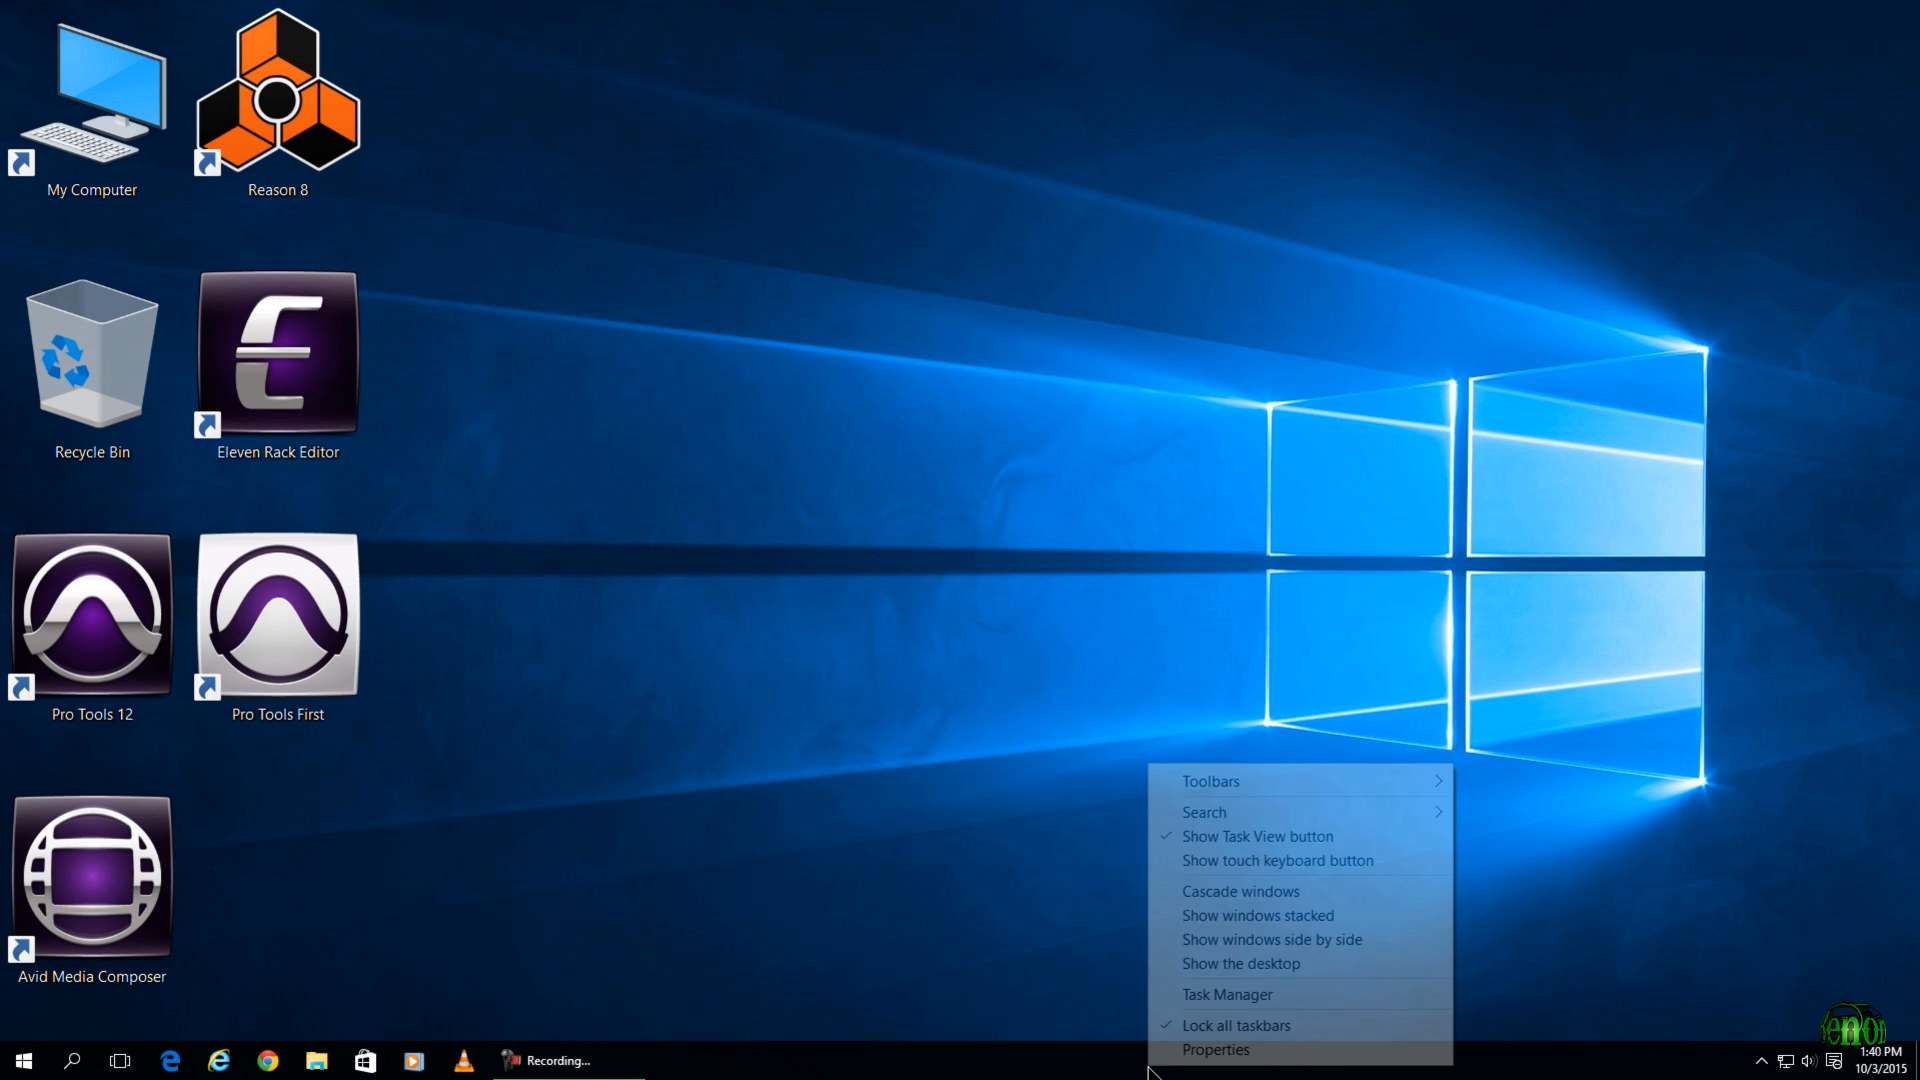 My Computer
Reason 8
Recycle Bin
Eleven Rack Editor
Pro Tools 12
Pro Tools First
Avid Media Composer
Toolbars
Search
Show Task View button
Show touch keyboard button
Cascade windows
Show windows stacked
Show windows side by side
Show the desktop
Task Manager
Lock all taskbars
Properties
Recording...
1:40 PM
10/3/2015